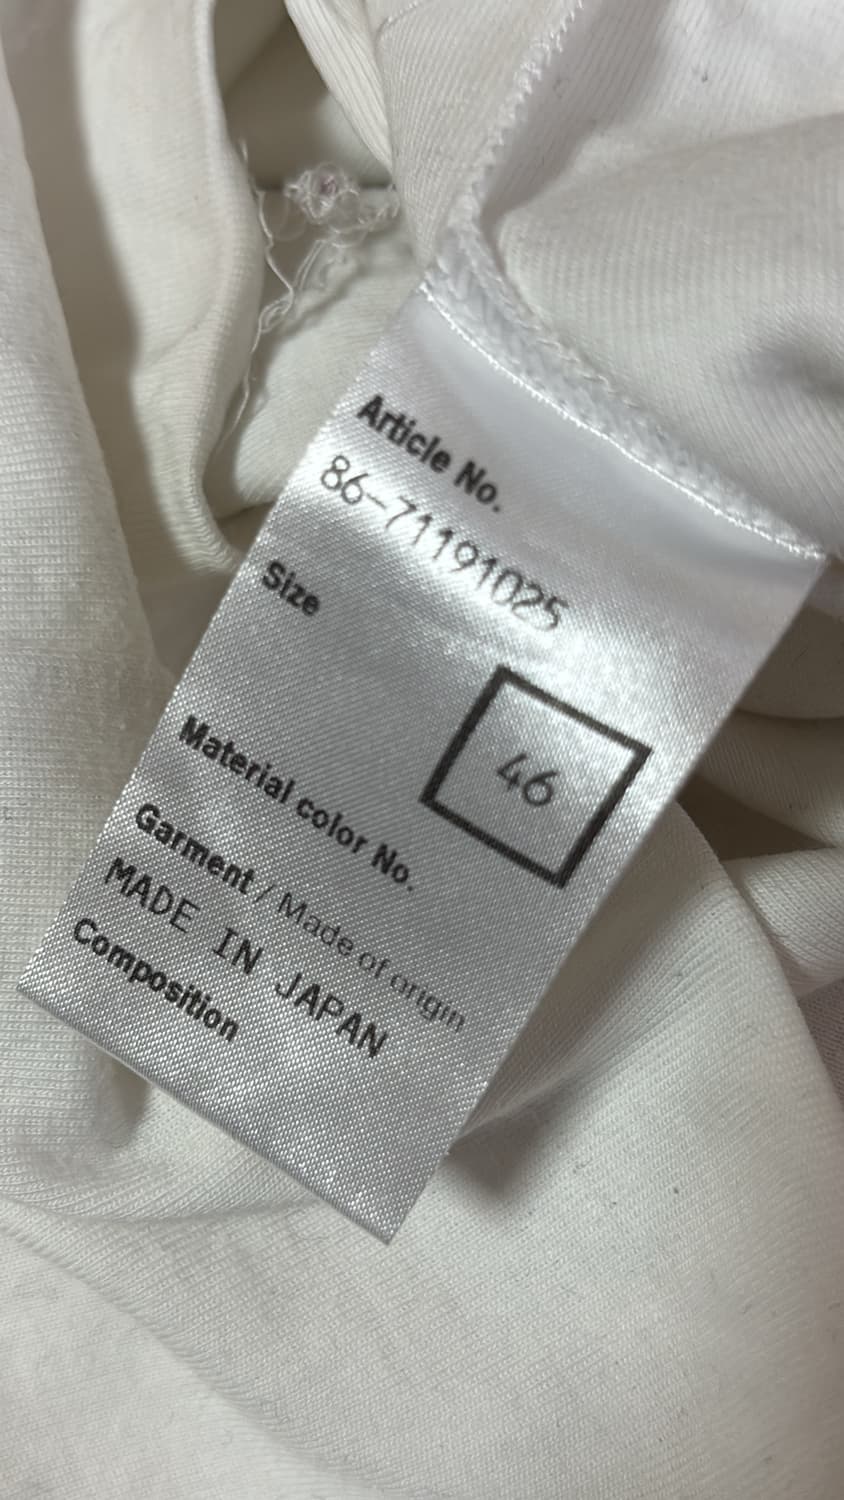 Article No.
86-71191025
Size
46
Material color No.
Garment / Made of origin
MADE IN JAPAN
Composition